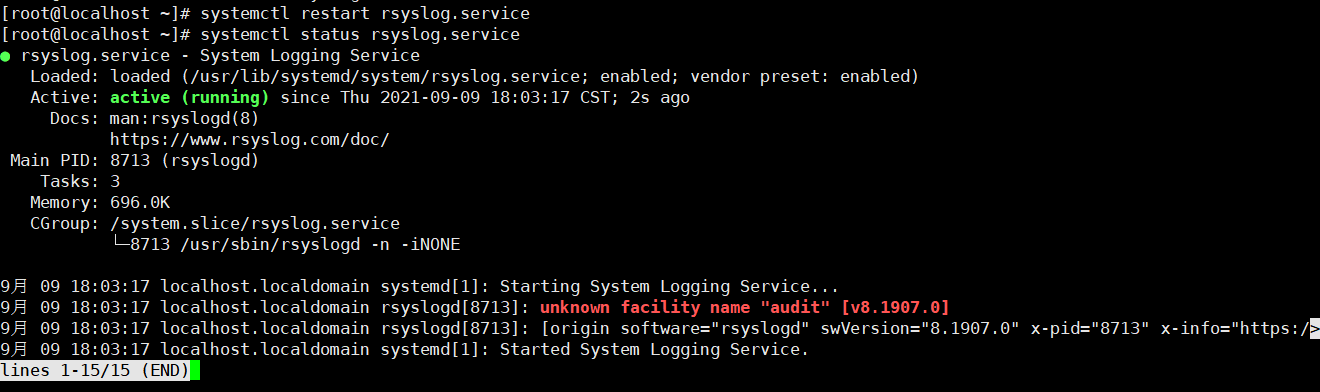 [root@localhost ~]# systemctl restart rsyslog.service
[root@localhost ~]# systemctl status rsyslog.service
● rsyslog.service - System Logging Service
   Loaded: loaded (/usr/lib/systemd/system/rsyslog.service; enabled; vendor preset: enabled)
   Active: active (running) since Thu 2021-09-09 18:03:17 CST; 2s ago
     Docs: man:rsyslogd(8)
           https://www.rsyslog.com/doc/
 Main PID: 8713 (rsyslogd)
    Tasks: 3
   Memory: 696.0K
   CGroup: /system.slice/rsyslog.service
           └─8713 /usr/sbin/rsyslogd -n -iNONE
9月 09 18:03:17 localhost.localdomain systemd[1]: Starting System Logging Service...
9月 09 18:03:17 localhost.localdomain rsyslogd[8713]: unknown facility name "audit" [v8.1907.0]
9月 09 18:03:17 localhost.localdomain rsyslogd[8713]: [origin software="rsyslogd" swVersion="8.1907.0" x-pid="8713" x-info="https:/>
9月 09 18:03:17 localhost.localdomain systemd[1]: Started System Logging Service.
lines 1-15/15 (END)